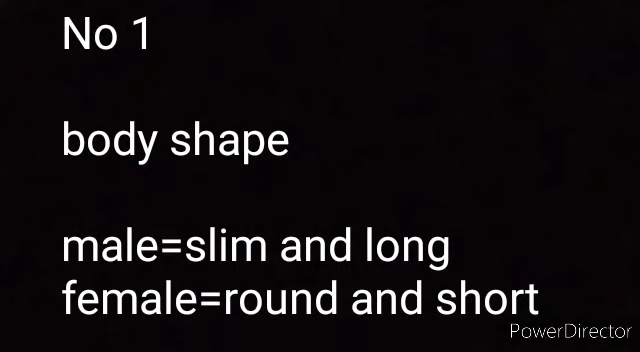 No 1
body shape
male=slim and long
female=round and short
PowerDirector